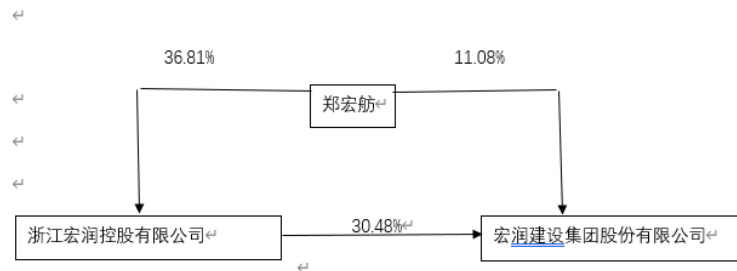 36.81%
11.08%
郑宏舫
浙江宏润控股有限公司
30.48%
宏润建设集团股份有限公司